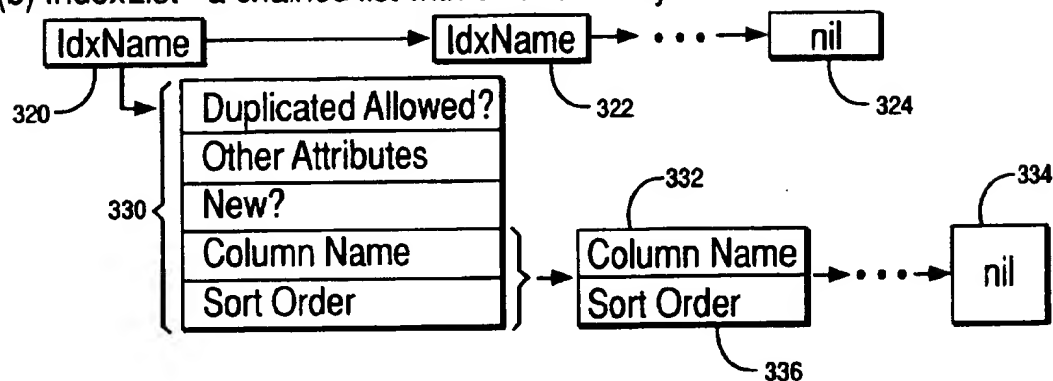 IdxName
IdxName
nil
320
322
324
Duplicated Allowed?
Other Attributes
New?
Column Name
Sort Order
330
332
334
Column Name
Sort Order
nil
336